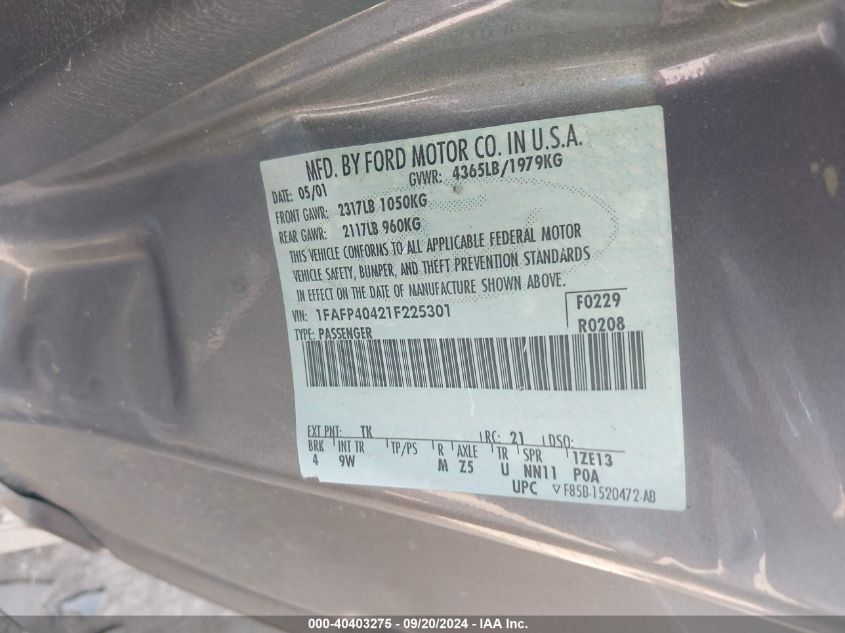 MFD. BY FORD MOTOR CO. IN U.S.A.
DATE: 05/01 GVWR: 4365LB/1979KG
FRONT GAWR: 2317LB 1050KG
REAR GAWR: 2117LB 960KG
THIS VEHICLE CONFORMS TO ALL APPLICABLE FEDERAL MOTOR
VEHICLE SAFETY, BUMPER, AND THEFT PREVENTION STANDARDS
IN EFFECT ON THE DATE OF MANUFACTURE SHOWN ABOVE.
VIN: 1FAFP40421F225301 F0229
TYPE: PASSENGER R0208
EXT PNT: TK RC: 21 DSO:
BRK INT TR TP/PS R AXLE TR SPR 1ZE13
4 9W M Z5 U NN11 P0A
UPC ▽F85B-1520472-AB
000-40403275 - 09/20/2024 - IAA Inc.